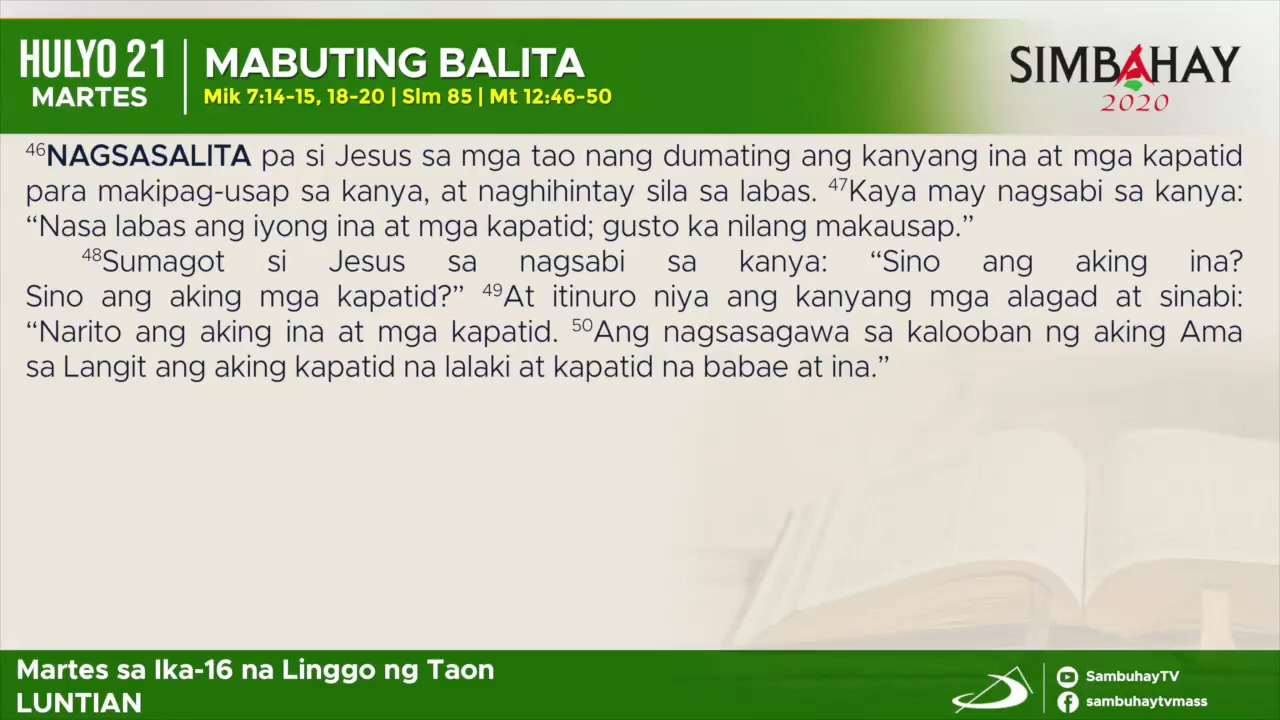 HULYO 21
MARTES
MABUTING BALITA
Mik 7:14-15, 18-20 | Slm 85 | Mt 12:46-50
SIMBAHAY
2020
46NAGSASALITA pa si Jesus sa mga tao nang dumating ang kanyang ina at mga kapatid
para makipag-usap sa kanya, at naghihintay sila sa labas. 47Kaya may nagsabi sa kanya:
“Nasa labas ang iyong ina at mga kapatid; gusto ka nilang makausap.”
48Sumagot si Jesus sa nagsabi sa kanya: “Sino ang aking ina?
Sino ang aking mga kapatid?” 49At itinuro niya ang kanyang mga alagad at sinabi:
“Narito ang aking ina at mga kapatid. 50Ang nagsasagawa sa kalooban ng aking Ama
sa Langit ang aking kapatid na lalaki at kapatid na babae at ina.”
Martes sa Ika-16 na Linggo ng Taon
LUNTIAN
SambuhayTV
sambuhaytvmass